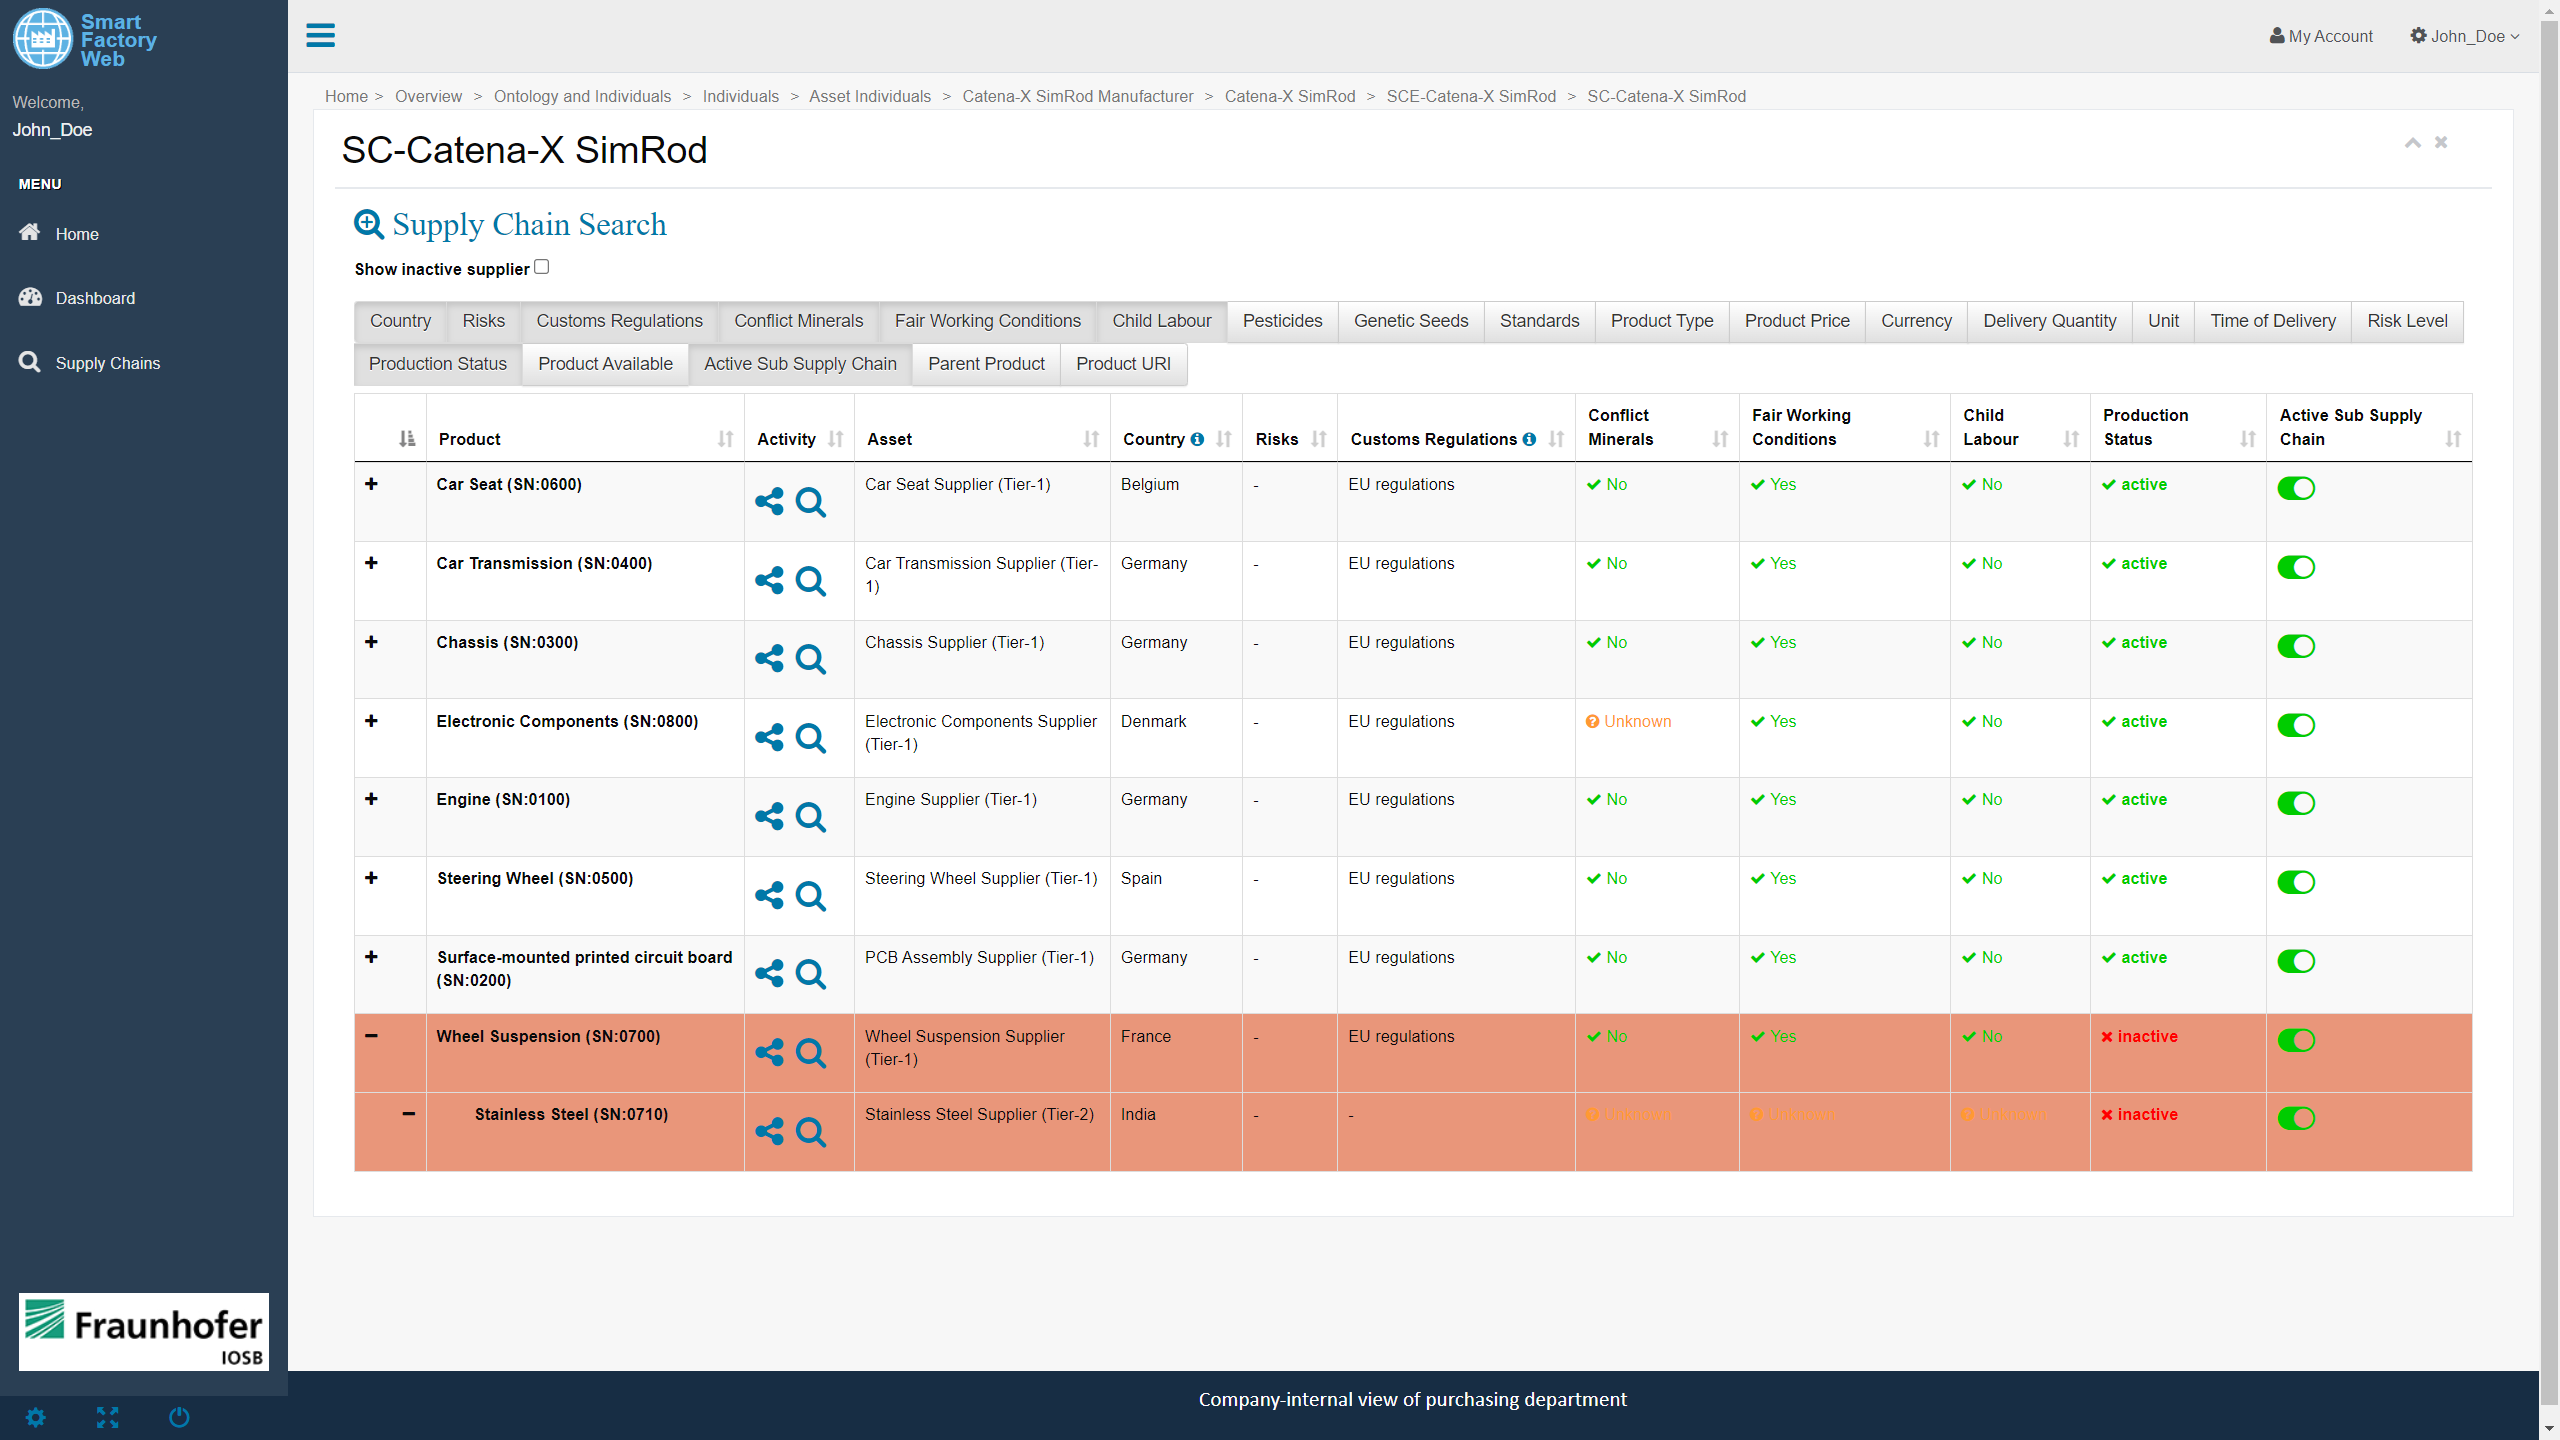 Smart
Factory
Web
My Account
John_Doe
Welcome,
John_Doe
MENU
Home
Dashboard
Supply Chains
Home > Overview > Ontology and Individuals > Individuals > Asset Individuals > Catena-X SimRod Manufacturer > Catena-X SimRod > SCE-Catena-X SimRod > SC-Catena-X SimRod
SC-Catena-X SimRod
Supply Chain Search
Show inactive supplier
Country Risks Customs Regulations Conflict Minerals Fair Working Conditions Child Labour Pesticides Genetic Seeds Standards Product Type Product Price Currency Delivery Quantity Unit Time of Delivery Risk Level
Production Status Product Available Active Sub Supply Chain Parent Product Product URI
Product Activity Asset Country Risks Customs Regulations Conflict Minerals Fair Working Conditions Child Labour Production Status Active Sub Supply Chain
Car Seat (SN:0600) Car Seat Supplier (Tier-1) Belgium - EU regulations No Yes No active
Car Transmission (SN:0400) Car Transmission Supplier (Tier-1) Germany - EU regulations No Yes No active
Chassis (SN:0300) Chassis Supplier (Tier-1) Germany - EU regulations No Yes No active
Electronic Components (SN:0800) Electronic Components Supplier (Tier-1) Denmark - EU regulations Unknown Yes No active
Engine (SN:0100) Engine Supplier (Tier-1) Germany - EU regulations No Yes No active
Steering Wheel (SN:0500) Steering Wheel Supplier (Tier-1) Spain - EU regulations No Yes No active
Surface-mounted printed circuit board (SN:0200) PCB Assembly Supplier (Tier-1) Germany - EU regulations No Yes No active
Wheel Suspension (SN:0700) Wheel Suspension Supplier (Tier-1) France - EU regulations No Yes No inactive
Stainless Steel (SN:0710) Stainless Steel Supplier (Tier-2) India - - Unknown Unknown Unknown inactive
Fraunhofer
IOSB
Company-internal view of purchasing department